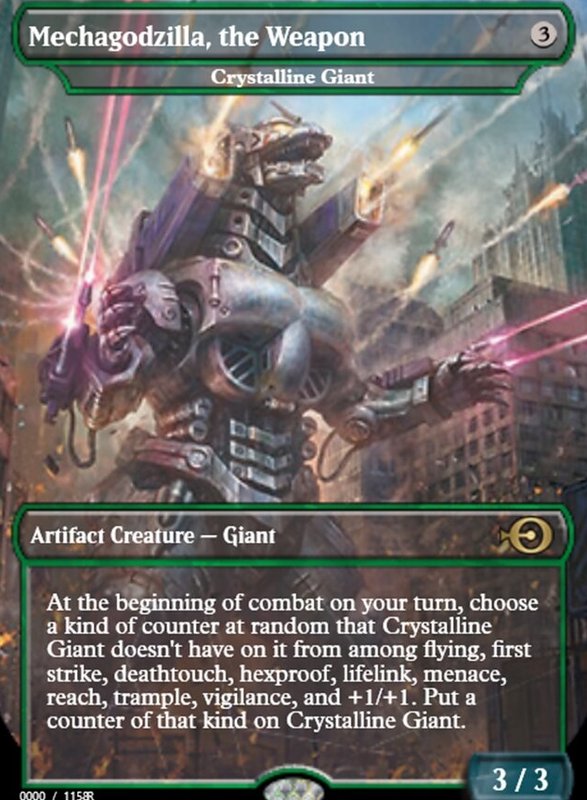 Mechagodzilla, the Weapon 3
Crystalline Giant
Artifact Creature — Giant
At the beginning of combat on your turn, choose
a kind of counter at random that Crystalline
Giant doesn't have on it from among flying, first
strike, deathtouch, hexproof, lifelink, menace,
reach, trample, vigilance, and +1/+1. Put a
counter of that kind on Crystalline Giant.
3 / 3
0000 / 1158R